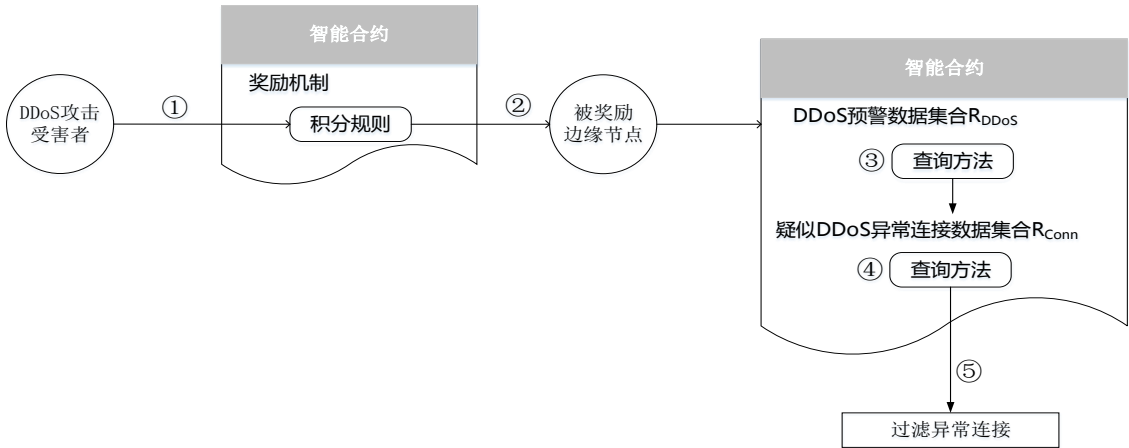 DDoS攻击
受害者
①
智能合约
奖励机制
积分规则
②
被奖励
边缘节点
智能合约
DDoS预警数据集合RDDoS
③
查询方法
疑似DDoS异常连接数据集合RConn
④
查询方法
⑤
过滤异常连接